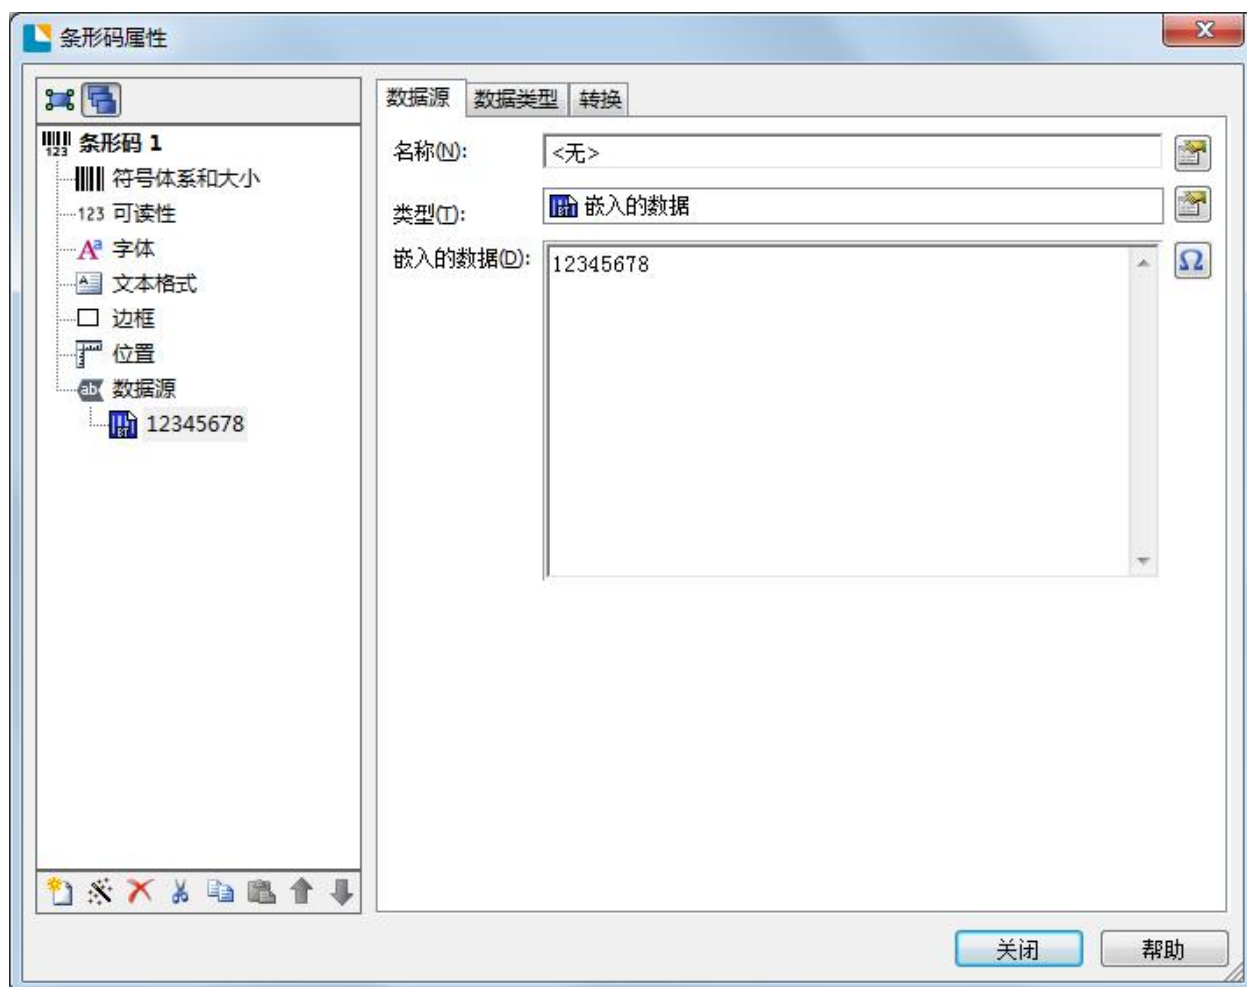 条形码属性
数据源 数据类型 转换
条形码 1
符号体系和大小
123 可读性
字体
文本格式
边框
位置
数据源
12345678
名称(N): <无>
类型(T): 嵌入的数据
嵌入的数据(D): 12345678
关闭 帮助